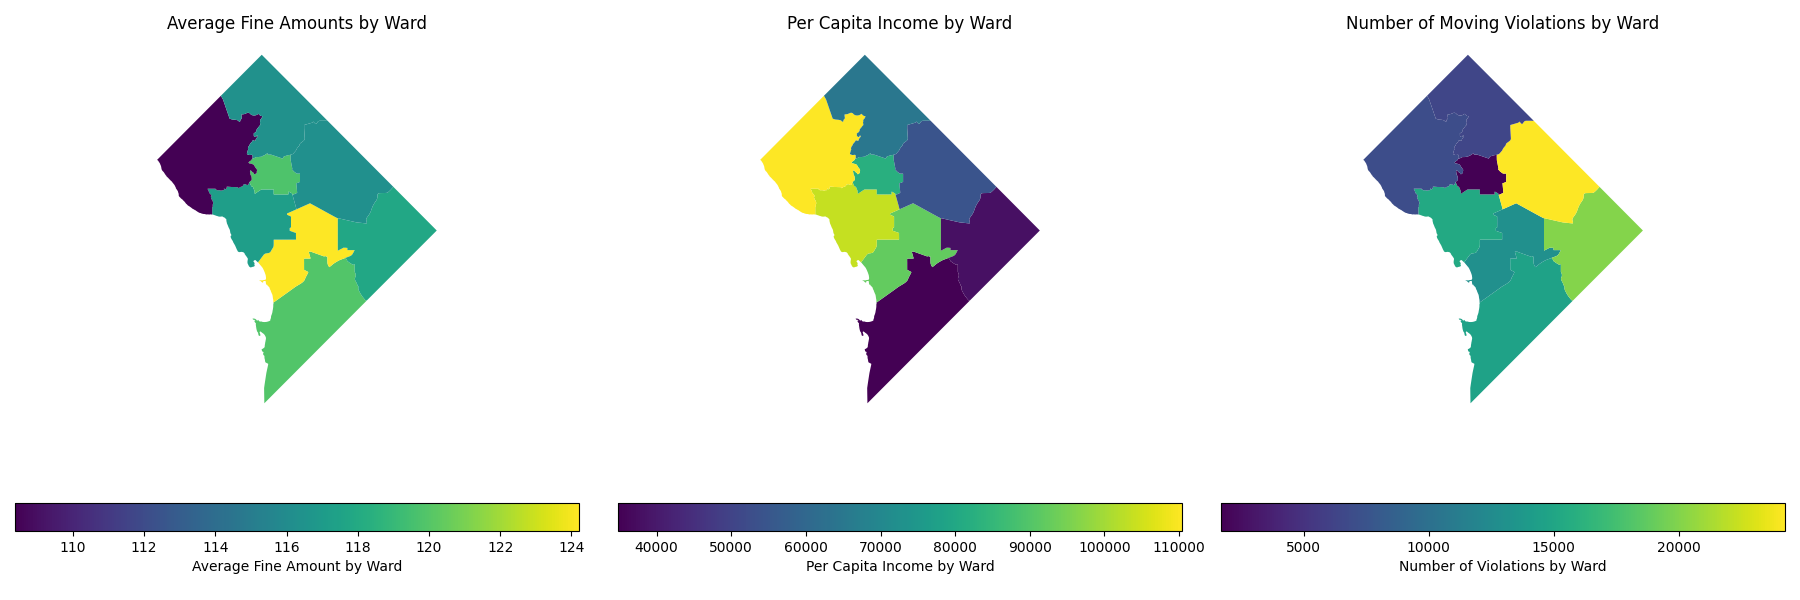 Average Fine Amounts by Ward
Per Capita Income by Ward
Number of Moving Violations by Ward
110 112 114 116 118 120 122 124
Average Fine Amount by Ward
40000 50000 60000 70000 80000 90000 100000 110000
Per Capita Income by Ward
5000 10000 15000 20000
Number of Violations by Ward